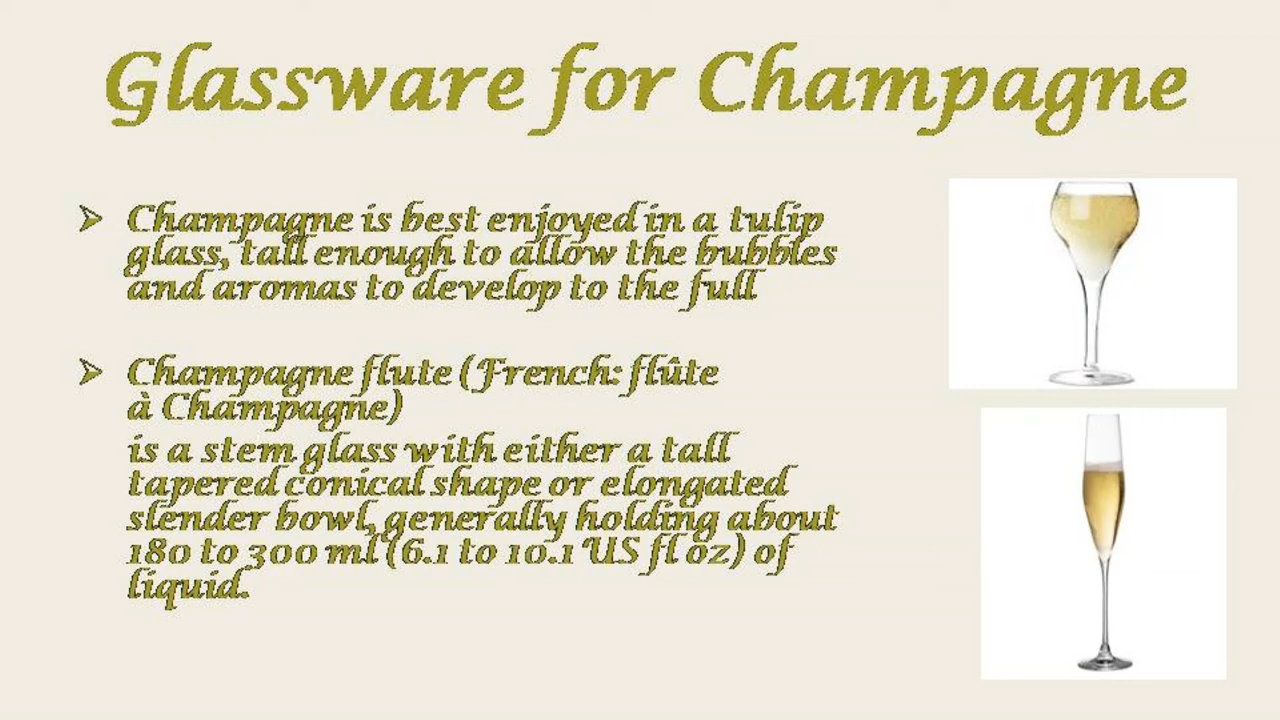 Glassware for Champagne
Champagne is best enjoyed in a tulip
glass, tall enough to allow the bubbles
and aromas to develop to the full
Champagne flute (French: flûte
à Champagne)
is a stem glass with either a tall
tapered conical shape or elongated
slender bowl, generally holding about
180 to 300 ml (6.1 to 10.1 US fl oz) of
liquid.